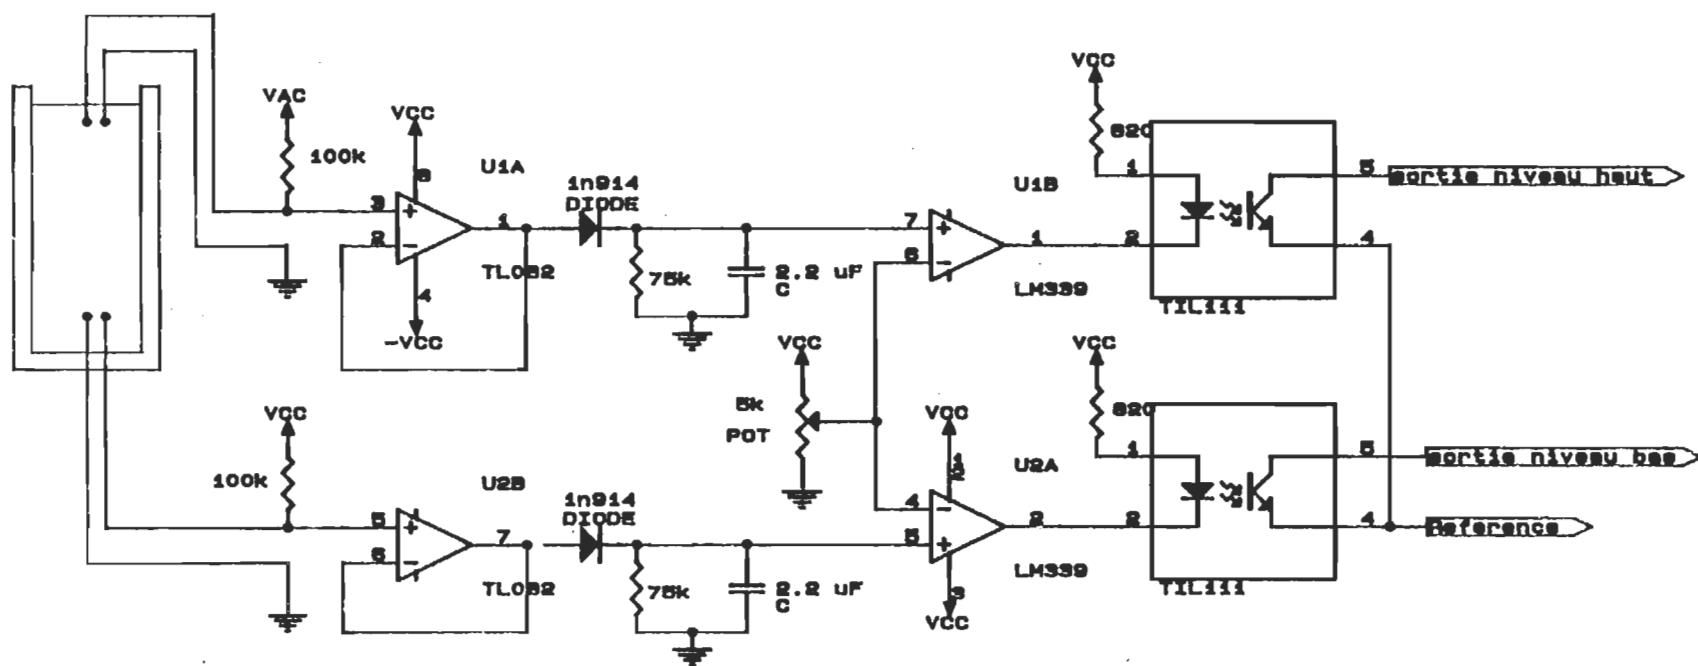 VAC
100k
VCC
8
3
+
2
-
1
4
-VCC
U1A
TL082
1n914
DIODE
75k
2.2 uF
C
7
+
6
-
1
U1B
LM339
VCC
820
1
2
5
4
TIL111
sortie niveau haut
VCC
5k
POT
VCC
100k
5
+
6
-
7
U2B
TL082
1n914
DIODE
75k
2.2 uF
C
VCC
12
4
-
5
+
2
3
VCC
U2A
LM339
VCC
820
1
2
5
4
TIL111
sortie niveau bas
Reference